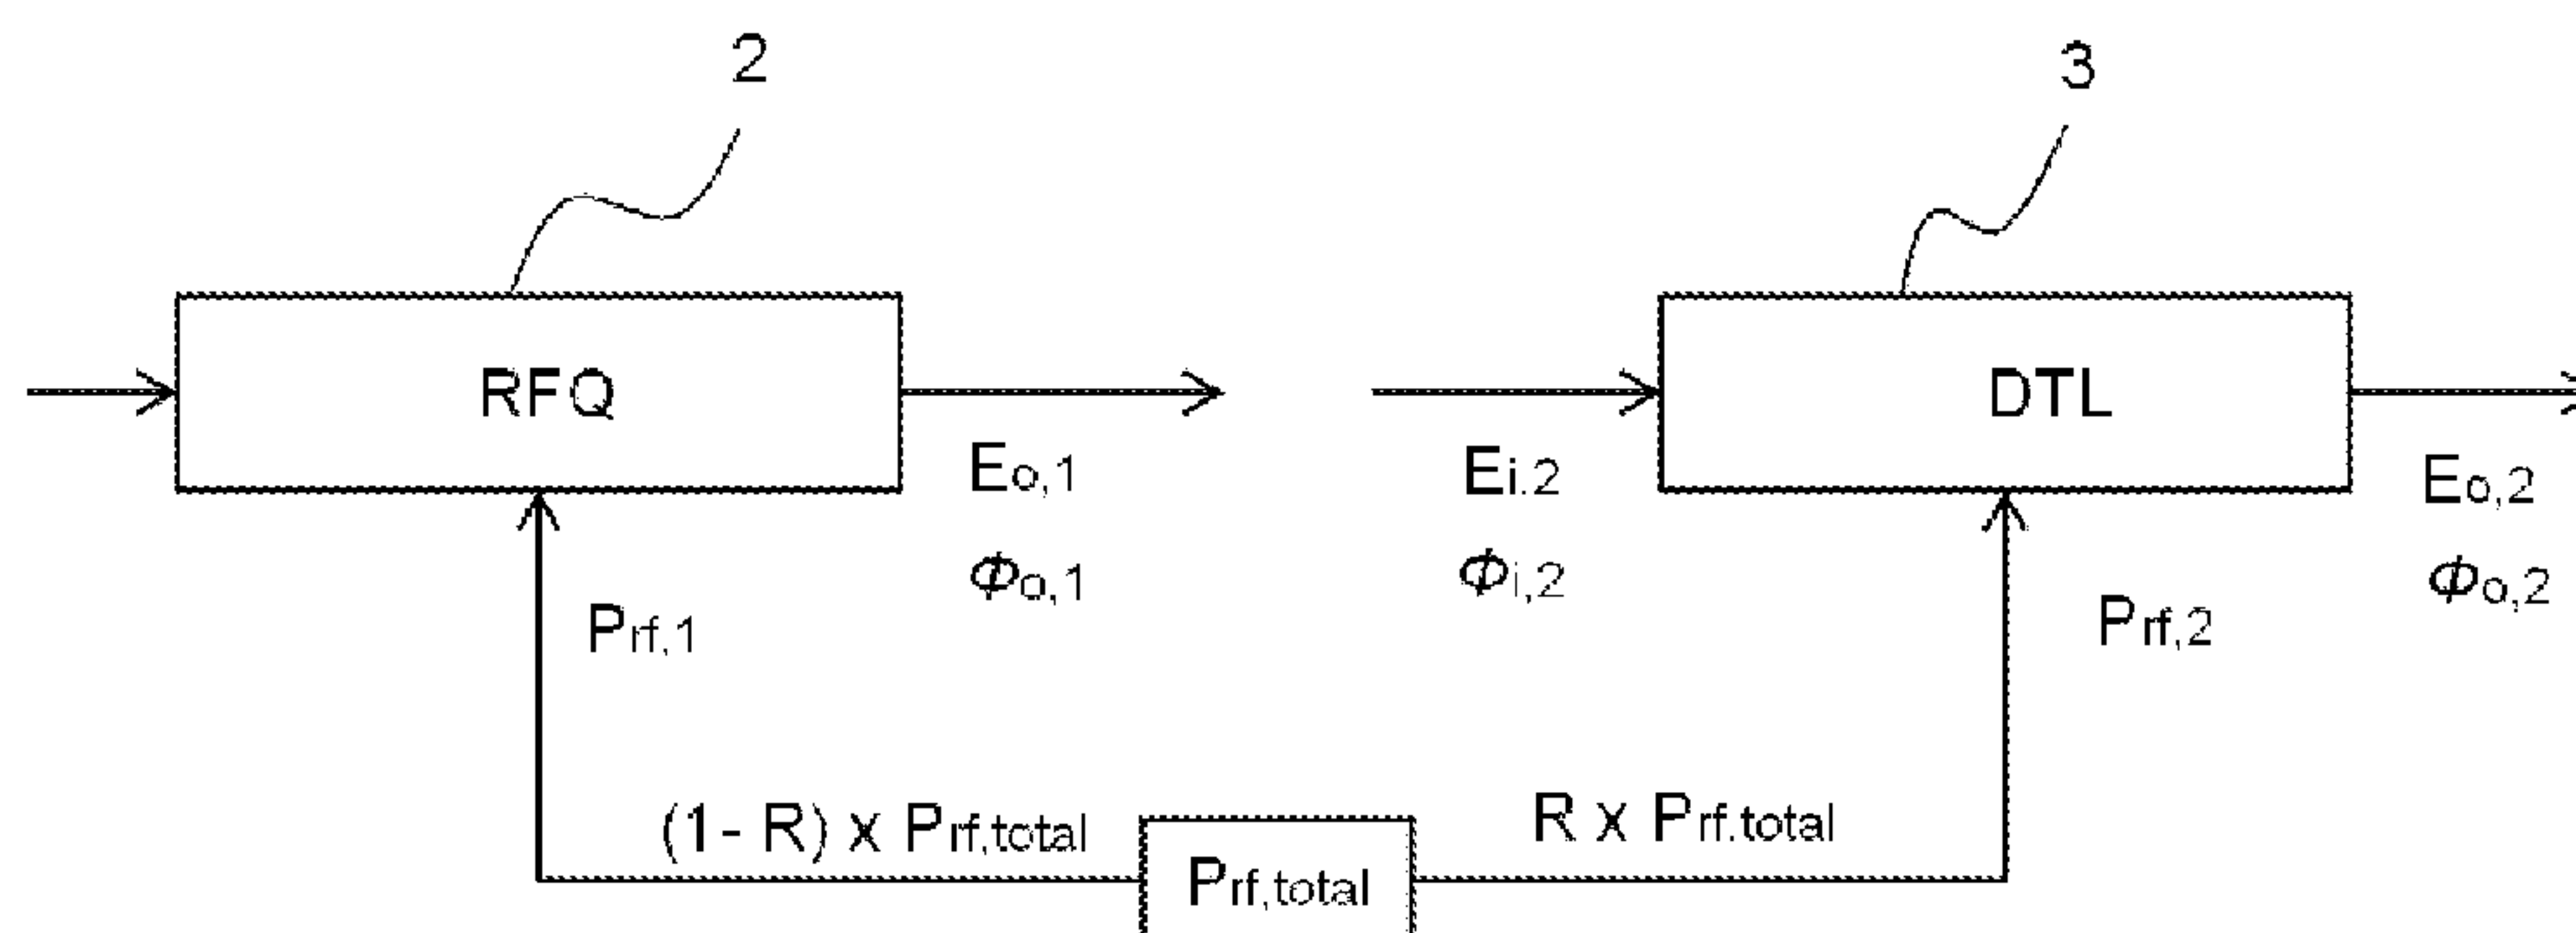 2
3
RFQ
DTL
Eo,1
Ei.2
Eo,2
Φo,1
Φi,2
Φo,2
Prf,1
Prf,2
(1- R) x Prf,total
R x Prf.total
Prf,total